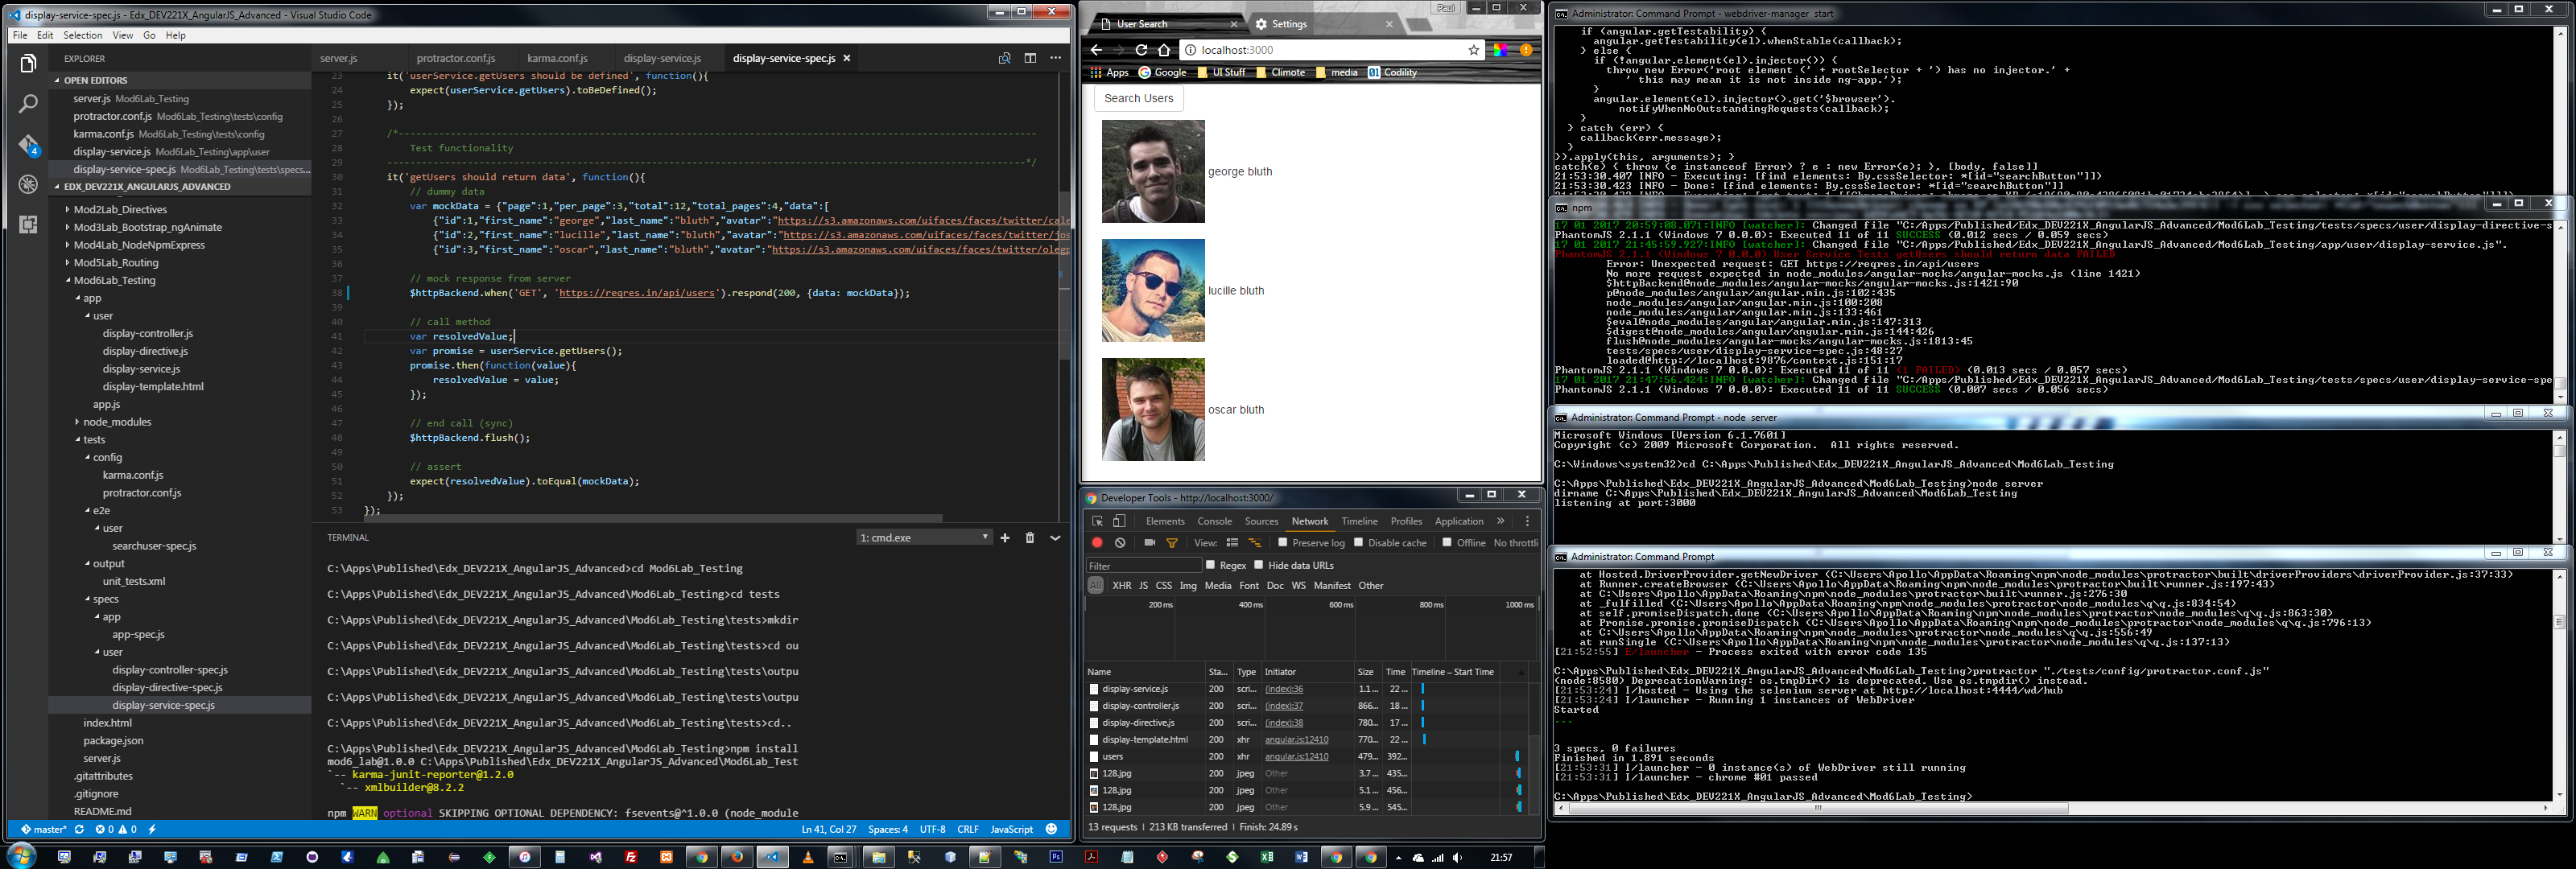 display-service-spec.js - Edx_DEV221X_AngularJS_Advanced - Visual Studio Code
File Edit Selection View Go Help
EXPLORER
OPEN EDITORS
server.js Mod6Lab_Testing
protractor.conf.js Mod6Lab_Testing\tests\config
karma.conf.js Mod6Lab_Testing\tests\config
display-service.js Mod6Lab_Testing\app\user
display-service-spec.js Mod6Lab_Testing\tests\specs...
4
EDX_DEV221X_ANGULARJS_ADVANCED
Mod2Lab_Directives
Mod3Lab_Bootstrap_ngAnimate
Mod4Lab_NodeNpmExpress
Mod5Lab_Routing
Mod6Lab_Testing
app
user
display-controller.js
display-directive.js
display-service.js
display-template.html
app.js
node_modules
tests
config
karma.conf.js
protractor.conf.js
e2e
user
searchuser-spec.js
output
unit_tests.xml
specs
app
app-spec.js
user
display-controller-spec.js
display-directive-spec.js
display-service-spec.js
index.html
package.json
server.js
.gitattributes
.gitignore
README.md
server.js protractor.conf.js karma.conf.js display-service.js display-service-spec.js
23 it('userService.getUsers should be defined', function(){
24 expect(userService.getUsers).toBeDefined();
25 });
26
27 /*----------
28 Test functionality
29 ----------*/
30 it('getUsers should return data', function(){
31 // dummy data
32 var mockData = {"page":1,"per_page":3,"total":12,"total_pages":4,"data":[
33 {"id":1,"first_name":"george","last_name":"bluth","avatar":"https://s3.amazonaws.com/uifaces/faces/twitter/cale
34 {"id":2,"first_name":"lucille","last_name":"bluth","avatar":"https://s3.amazonaws.com/uifaces/faces/twitter/jos
35 {"id":3,"first_name":"oscar","last_name":"bluth","avatar":"https://s3.amazonaws.com/uifaces/faces/twitter/olegp
36
37 // mock response from server
38 $httpBackend.when('GET', 'https://reqres.in/api/users').respond(200, {data: mockData});
39
40 // call method
41 var resolvedValue;
42 var promise = userService.getUsers();
43 promise.then(function(value){
44 resolvedValue = value;
45 });
46
47 // end call (sync)
48 $httpBackend.flush();
49
50 // assert
51 expect(resolvedValue).toEqual(mockData);
52 });
53 });
TERMINAL 1: cmd.exe
C:\Apps\Published\Edx_DEV221X_AngularJS_Advanced>cd Mod6Lab_Testing
C:\Apps\Published\Edx_DEV221X_AngularJS_Advanced\Mod6Lab_Testing>cd tests
C:\Apps\Published\Edx_DEV221X_AngularJS_Advanced\Mod6Lab_Testing\tests>mkdir
C:\Apps\Published\Edx_DEV221X_AngularJS_Advanced\Mod6Lab_Testing\tests>cd ou
C:\Apps\Published\Edx_DEV221X_AngularJS_Advanced\Mod6Lab_Testing\tests\outpu
C:\Apps\Published\Edx_DEV221X_AngularJS_Advanced\Mod6Lab_Testing\tests\outpu
C:\Apps\Published\Edx_DEV221X_AngularJS_Advanced\Mod6Lab_Testing\tests>cd..
C:\Apps\Published\Edx_DEV221X_AngularJS_Advanced\Mod6Lab_Testing>npm install
mod6_lab@1.0.0 C:\Apps\Published\Edx_DEV221X_AngularJS_Advanced\Mod6Lab_Test
`-- karma-junit-reporter@1.2.0
`-- xmlbuilder@8.2.2
npm WARN optional SKIPPING OPTIONAL DEPENDENCY: fsevents@^1.0.0 (node_module
master* 0 0 Ln 41, Col 27 Spaces: 4 UTF-8 CRLF JavaScript
Paul
User Search Settings
localhost:3000
Apps Google UI Stuff Climote media 01 Codility
Search Users
george bluth
lucille bluth
oscar bluth
Developer Tools - http://localhost:3000/
Elements Console Sources Network Timeline Profiles Application »
View: Preserve log Disable cache Offline No throttli
Filter Regex Hide data URLs
All XHR JS CSS Img Media Font Doc WS Manifest Other
200 ms 400 ms 600 ms 800 ms 1000 ms
Name Sta... Type Initiator Size Time Timeline – Start Time
display-service.js 200 scri... (index):36 1.1 ... 22 ...
display-controller.js 200 scri... (index):37 866... 18 ...
display-directive.js 200 scri... (index):38 780... 17 ...
display-template.html 200 xhr angular.js:12410 770... 22 ...
users 200 xhr angular.js:12410 479... 392...
128.jpg 200 jpeg Other 3.7 ... 435...
128.jpg 200 jpeg Other 5.1 ... 456...
128.jpg 200 jpeg Other 5.9 ... 545...
13 requests | 213 KB transferred | Finish: 24.89 s
Administrator: Command Prompt - webdriver-manager start
if (angular.getTestability) {
angular.getTestability(el).whenStable(callback);
} else {
if (!angular.element(el).injector()) {
throw new Error('root element (' + rootSelector + ') has no injector.' +
' this may mean it is not inside ng-app.');
}
angular.element(el).injector().get('$browser').
notifyWhenNoOutstandingRequests(callback);
}
} catch (err) {
callback(err.message);
}
}).apply(this, arguments); }
catch(e) { throw (e instanceof Error) ? e : new Error(e); }, [body, false]]
21:53:30.407 INFO - Executing: [find elements: By.cssSelector: *[id="searchButton"]])
21:53:30.423 INFO - Done: [find elements: By.cssSelector: *[id="searchButton"]]
npm
17 01 2017 20:59:08.071:INFO [watcher]: Changed file "C:/Apps/Published/Edx_DEV221X_AngularJS_Advanced/Mod6Lab_Testing/tests/specs/user/display-directive-s
PhantomJS 2.1.1 (Windows 7 0.0.0): Executed 11 of 11 SUCCESS (0.012 secs / 0.059 secs)
17 01 2017 21:45:59.927:INFO [watcher]: Changed file "C:/Apps/Published/Edx_DEV221X_AngularJS_Advanced/Mod6Lab_Testing/app/user/display-service.js".
PhantomJS 2.1.1 (Windows 7 0.0.0) User Service Tests getUsers should return data FAILED
Error: Unexpected request: GET https://reqres.in/api/users
No more request expected in node_modules/angular-mocks/angular-mocks.js (line 1421)
$httpBackend@node_modules/angular-mocks/angular-mocks.js:1421:90
p@node_modules/angular/angular.min.js:102:435
node_modules/angular/angular.min.js:100:208
node_modules/angular/angular.min.js:133:461
$eval@node_modules/angular/angular.min.js:147:313
$digest@node_modules/angular/angular.min.js:144:426
flush@node_modules/angular-mocks/angular-mocks.js:1813:45
tests/specs/user/display-service-spec.js:48:27
loaded@http://localhost:9876/context.js:151:17
PhantomJS 2.1.1 (Windows 7 0.0.0): Executed 11 of 11 (1 FAILED) (0.013 secs / 0.057 secs)
17 01 2017 21:47:56.424:INFO [watcher]: Changed file "C:/Apps/Published/Edx_DEV221X_AngularJS_Advanced/Mod6Lab_Testing/tests/specs/user/display-service-spe
PhantomJS 2.1.1 (Windows 7 0.0.0): Executed 11 of 11 SUCCESS (0.007 secs / 0.056 secs)
Administrator: Command Prompt - node server
Microsoft Windows [Version 6.1.7601]
Copyright (c) 2009 Microsoft Corporation. All rights reserved.
C:\Windows\system32>cd C:\Apps\Published\Edx_DEV221X_AngularJS_Advanced\Mod6Lab_Testing
C:\Apps\Published\Edx_DEV221X_AngularJS_Advanced\Mod6Lab_Testing>node server
dirname C:\Apps\Published\Edx_DEV221X_AngularJS_Advanced\Mod6Lab_Testing
listening at port:3000
Administrator: Command Prompt
at Hosted.DriverProvider.getNewDriver (C:\Users\Apollo\AppData\Roaming\npm\node_modules\protractor\built\driverProviders\driverProvider.js:37:33)
at Runner.createBrowser (C:\Users\Apollo\AppData\Roaming\npm\node_modules\protractor\built\runner.js:197:43)
at C:\Users\Apollo\AppData\Roaming\npm\node_modules\protractor\built\runner.js:276:30
at _fulfilled (C:\Users\Apollo\AppData\Roaming\npm\node_modules\protractor\node_modules\q\q.js:834:54)
at self.promiseDispatch.done (C:\Users\Apollo\AppData\Roaming\npm\node_modules\protractor\node_modules\q\q.js:863:30)
at Promise.promise.promiseDispatch (C:\Users\Apollo\AppData\Roaming\npm\node_modules\protractor\node_modules\q\q.js:796:13)
at C:\Users\Apollo\AppData\Roaming\npm\node_modules\protractor\node_modules\q\q.js:556:49
at runSingle (C:\Users\Apollo\AppData\Roaming\npm\node_modules\protractor\node_modules\q\q.js:137:13)
[21:52:55] E/launcher - Process exited with error code 135
C:\Apps\Published\Edx_DEV221X_AngularJS_Advanced\Mod6Lab_Testing>protractor "./tests/config/protractor.conf.js"
(node:8580) DeprecationWarning: os.tmpDir() is deprecated. Use os.tmpdir() instead.
[21:53:24] I/hosted - Using the selenium server at http://localhost:4444/wd/hub
[21:53:24] I/launcher - Running 1 instances of WebDriver
Started
...
3 specs, 0 failures
Finished in 1.891 seconds
[21:53:31] I/launcher - 0 instance(s) of WebDriver still running
[21:53:31] I/launcher - chrome #01 passed
C:\Apps\Published\Edx_DEV221X_AngularJS_Advanced\Mod6Lab_Testing>
21:57